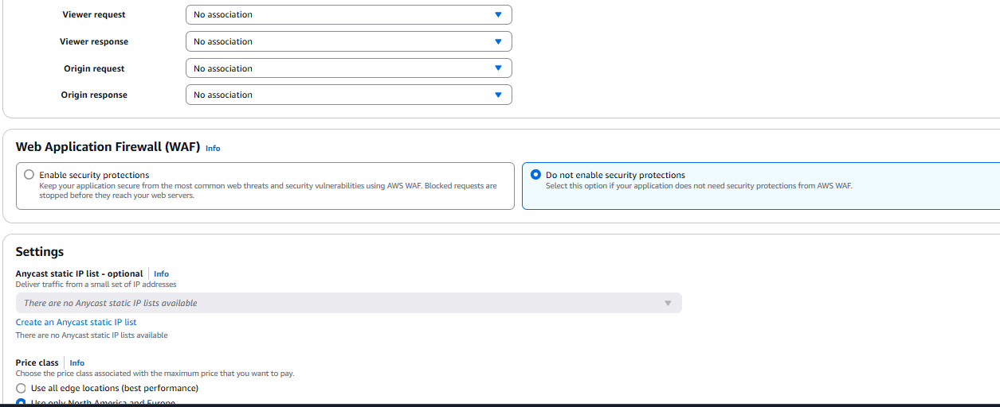 Viewer request No association
Viewer response No association
Origin request No association
Origin response No association
Web Application Firewall (WAF) Info
Enable security protections
Keep your application secure from the most common web threats and security vulnerabilities using AWS WAF. Blocked requests are
stopped before they reach your web servers.
Do not enable security protections
Select this option if your application does not need security protections from AWS WAF.
Settings
Anycast static IP list - optional Info
Deliver traffic from a small set of IP addresses
There are no Anycast static IP lists available
Create an Anycast static IP list
There are no Anycast static IP lists available
Price class Info
Choose the price class associated with the maximum price that you want to pay.
Use all edge locations (best performance)
Use only North America and Europe